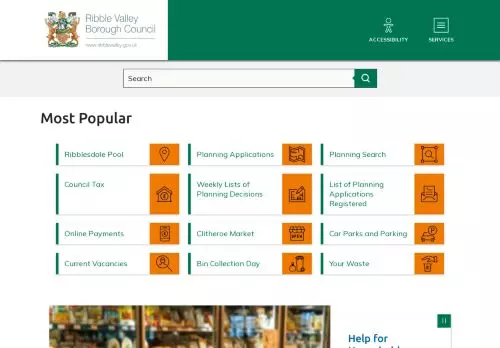 Ribble Valley
Borough Council
www.ribblevalley.gov.uk
ACCESSIBILITY
SERVICES
Search
Most Popular
Ribblesdale Pool
Planning Applications
Planning Search
Council Tax
Weekly Lists of
Planning Decisions
List of Planning
Applications
Registered
Online Payments
Clitheroe Market
Car Parks and Parking
Current Vacancies
Bin Collection Day
Your Waste
Help for